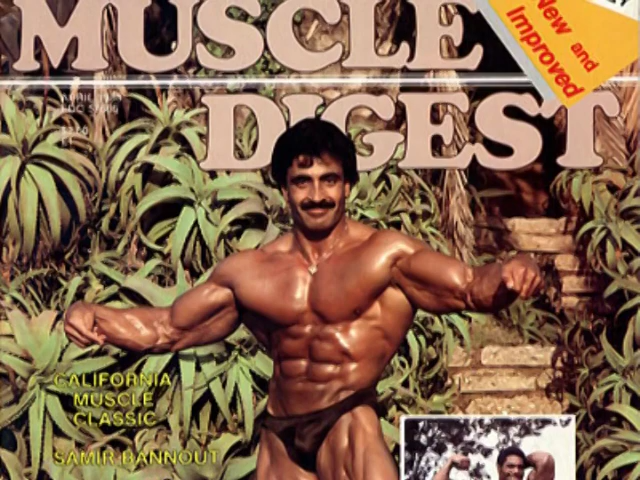 MUSCLE
DIGEST
New and
Improved
CALIFORNIA
MUSCLE
CLASSIC
SAMIR BANNOUT